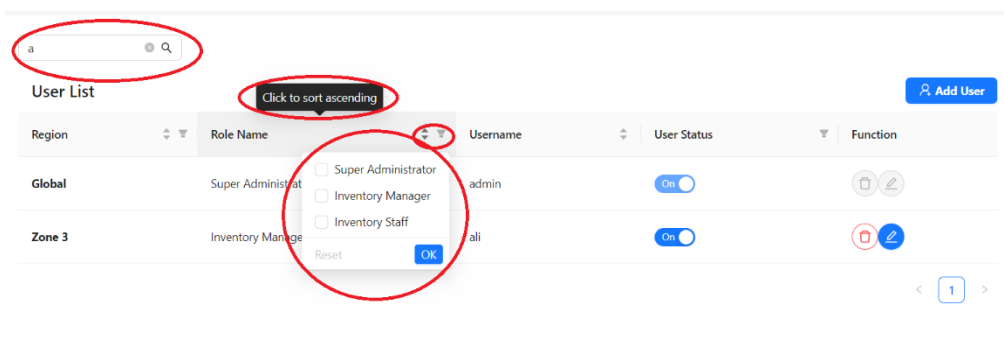 a
User List
Click to sort ascending
Add User
Region Role Name Username User Status Function
Super Administrator
Global Super Administrat admin On
Inventory Manager
Inventory Staff
Zone 3 Inventory Manage ali On
Reset OK
< 1 >